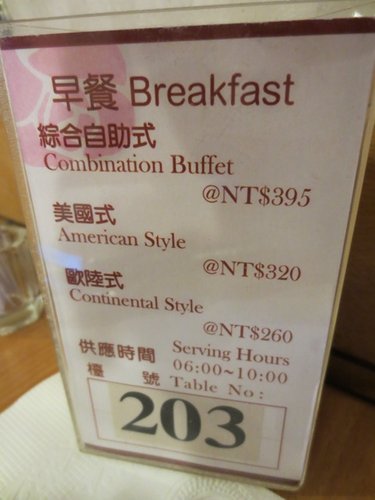 早餐 Breakfast
綜合自助式
Combination Buffet
@NT$395
美國式
American Style
@NT$320
歐陸式
Continental Style
@NT$260
供應時間 Serving Hours
06:00~10:00
檯號 Table No :
203